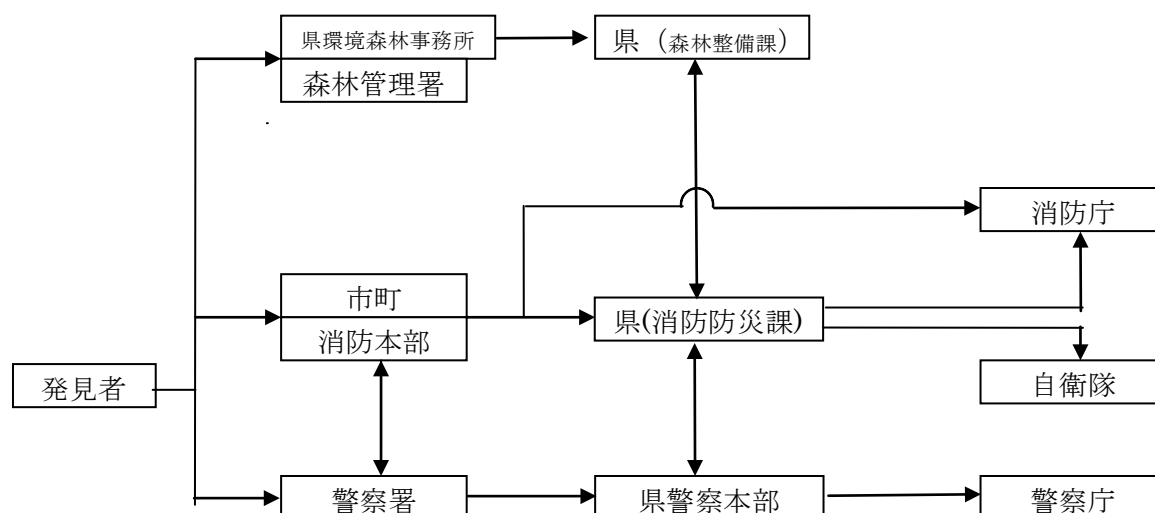 県環境森林事務所
県（森林整備課）
森林管理署
消防庁
市町
県(消防防災課)
消防本部
発見者
自衛隊
警察署
県警察本部
警察庁